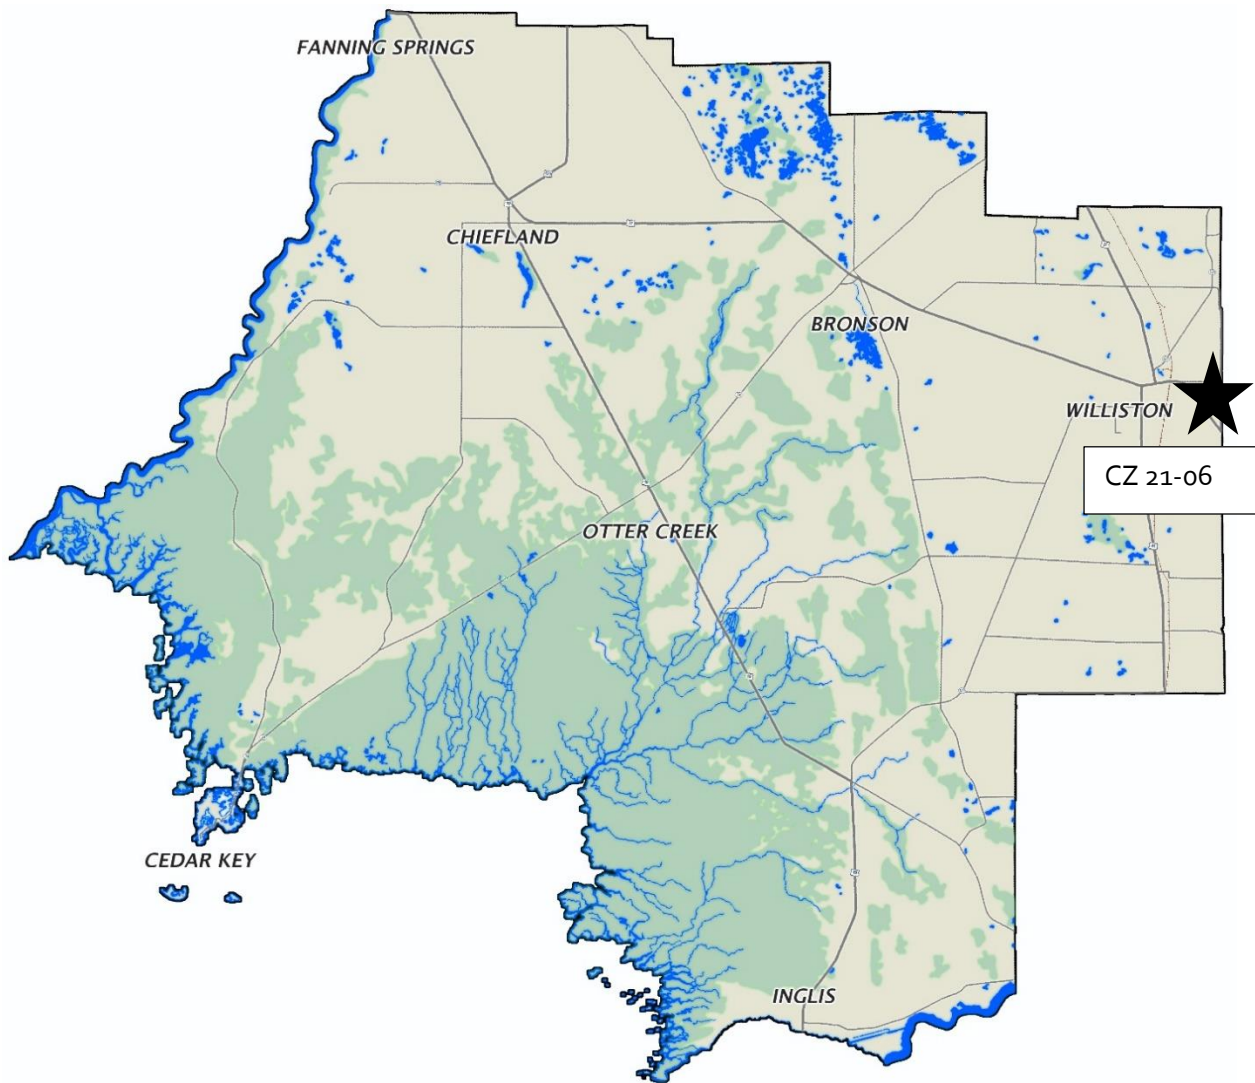 FANNING SPRINGS
CHIEFLAND
BRONSON
WILLISTON
CZ 21-06
OTTER CREEK
CEDAR KEY
INGLIS